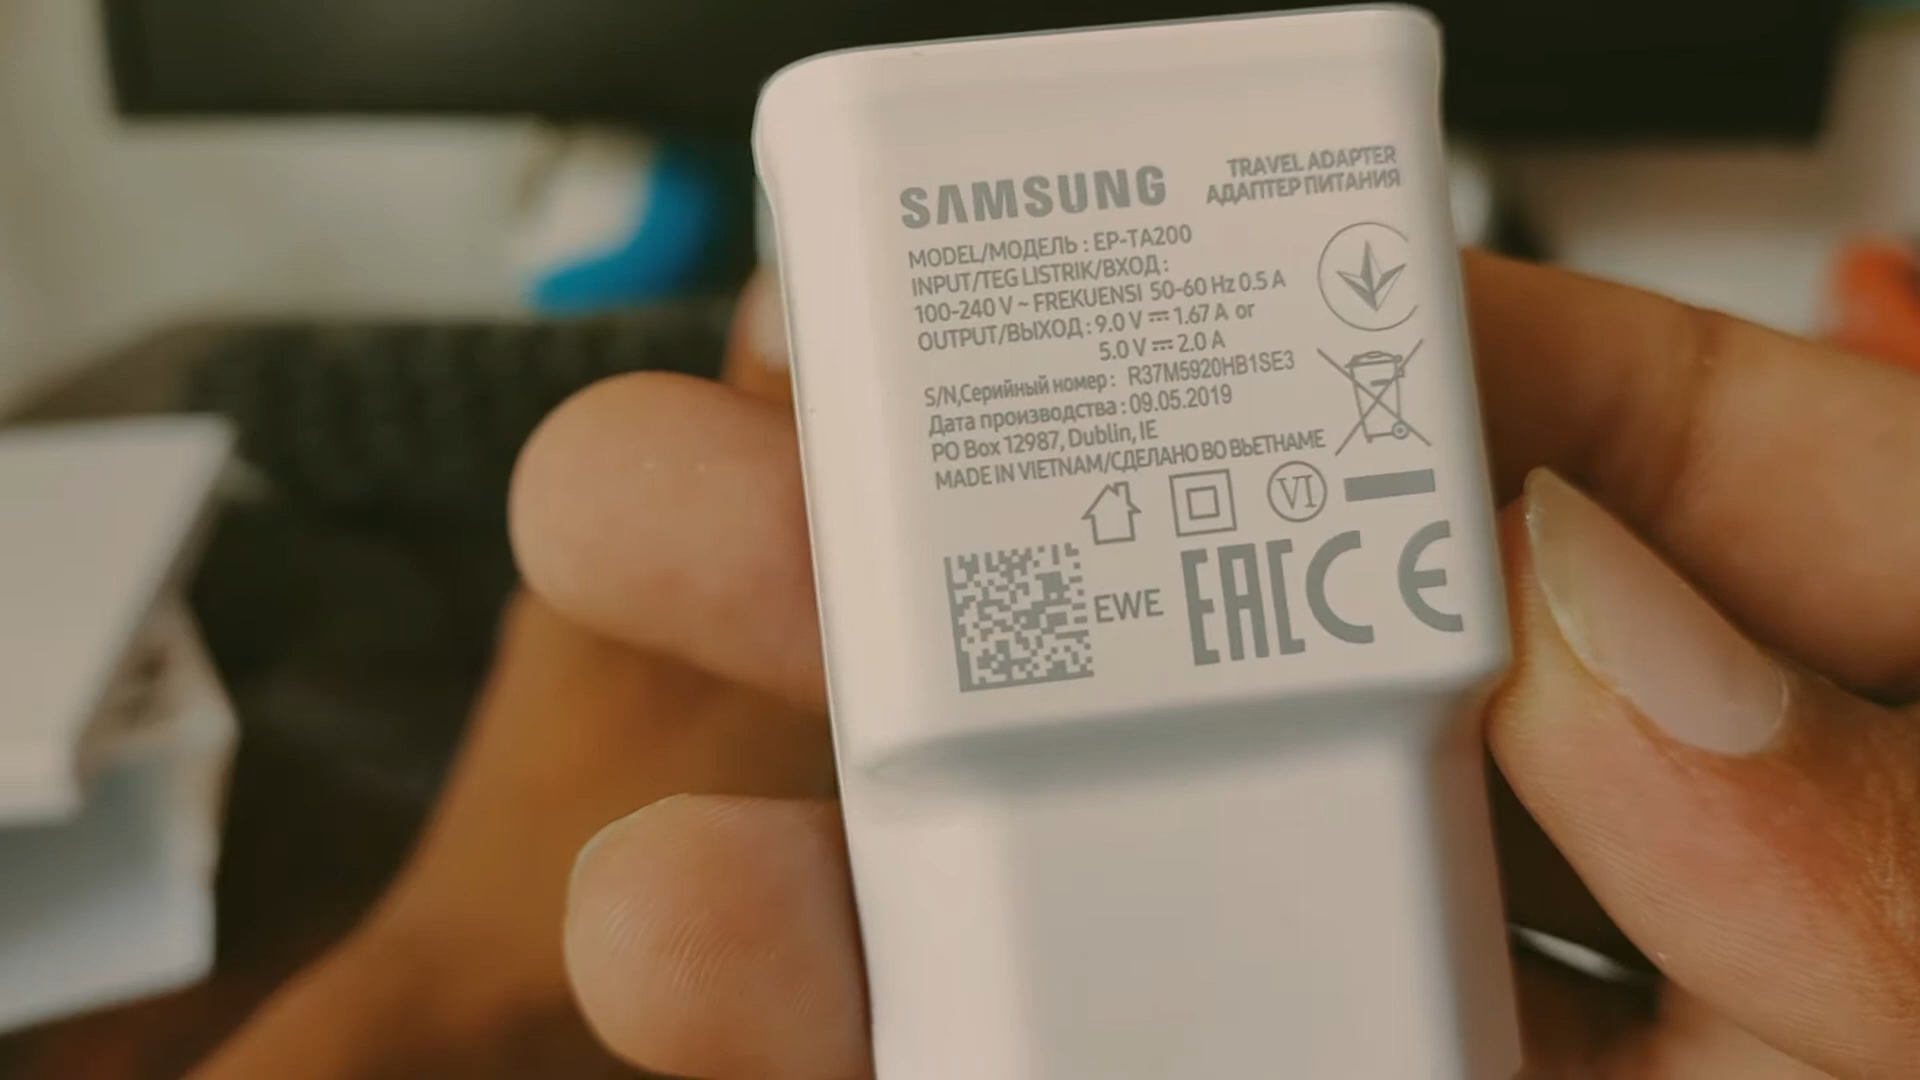 SAMSUNG
TRAVEL ADAPTER
АДАПТЕР ПИТАНИЯ
MODEL/МОДЕЛЬ : EP-TA200
INPUT/TEG LISTRIK/ВХОД :
100-240 V ~ FREKUENSI 50-60 Hz 0.5 A
OUTPUT/ВЫХОД : 9.0 V ⎓ 1.67 A or
5.0 V ⎓ 2.0 A
S/N,Серийный номер : R37M5920HB1SE3
Дата производства : 09.05.2019
PO Box 12987, Dublin, IE
MADE IN VIETNAM/СДЕЛАНО ВО ВЬЕТНАМЕ
VI
EWE
EAC CE